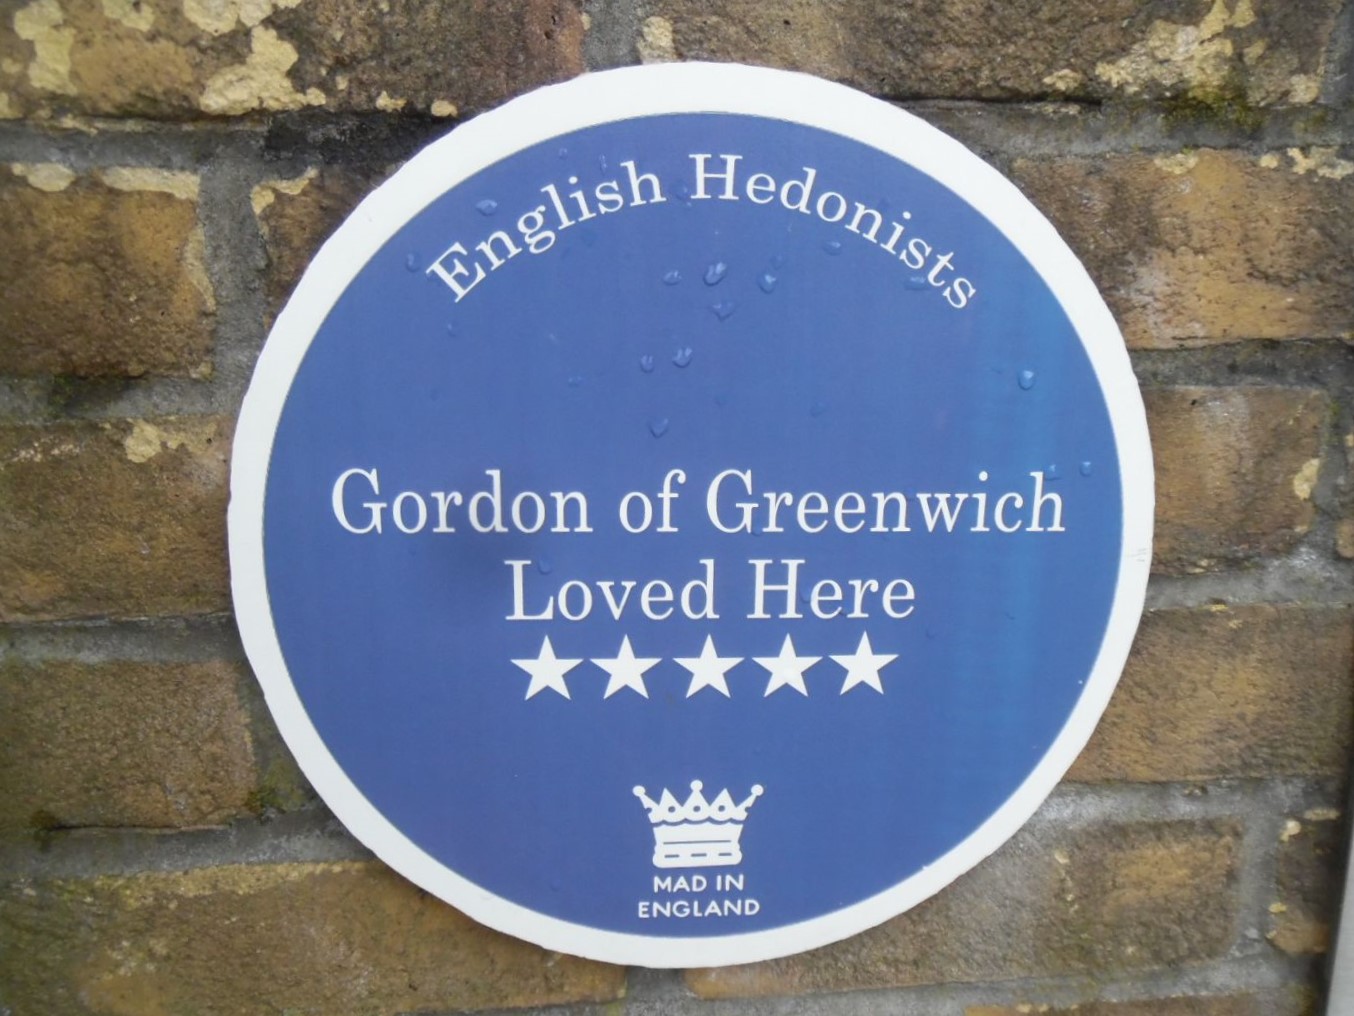 English Hedonists
Gordon of Greenwich
Loved Here
MAD IN
ENGLAND